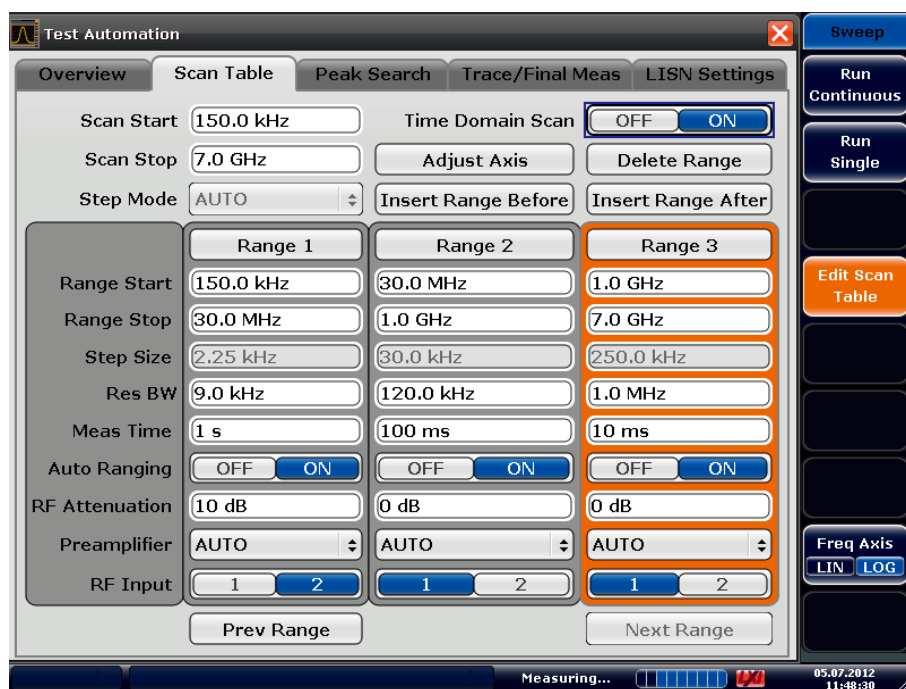 Test Automation
Overview Scan Table Peak Search Trace/Final Meas LISN Settings
Scan Start 150.0 kHz Time Domain Scan OFF ON
Scan Stop 7.0 GHz Adjust Axis Delete Range
Step Mode AUTO Insert Range Before Insert Range After
Range 1 Range 2 Range 3
Range Start 150.0 kHz 30.0 MHz 1.0 GHz
Range Stop 30.0 MHz 1.0 GHz 7.0 GHz
Step Size 2.25 kHz 30.0 kHz 250.0 kHz
Res BW 9.0 kHz 120.0 kHz 1.0 MHz
Meas Time 1 s 100 ms 10 ms
Auto Ranging OFF ON OFF ON OFF ON
RF Attenuation 10 dB 0 dB 0 dB
Preamplifier AUTO AUTO AUTO
RF Input 1 2 1 2 1 2
Prev Range Next Range
Measuring... LXI
Sweep
Run
Continuous
Run
Single
Edit Scan
Table
Freq Axis
LIN LOG
05.07.2012
11:48:30